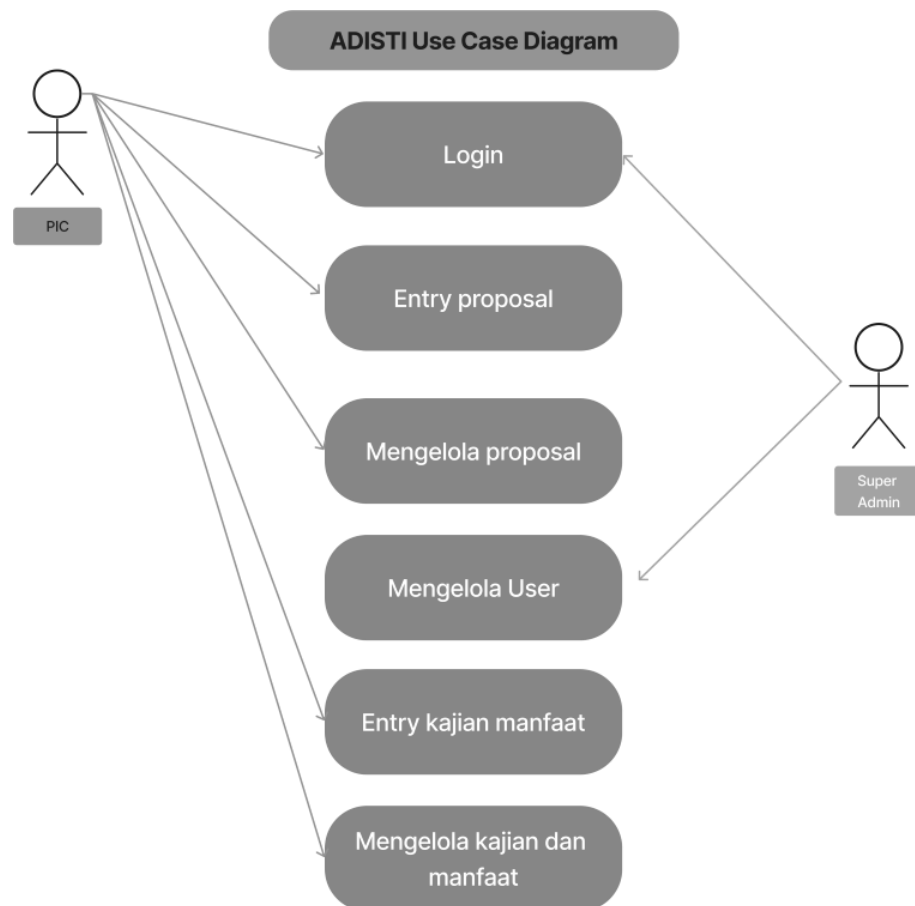 ADISTI Use Case Diagram
Login
PIC
Entry proposal
Mengelola proposal
Super
Admin
Mengelola User
Entry kajian manfaat
Mengelola kajian dan
manfaat